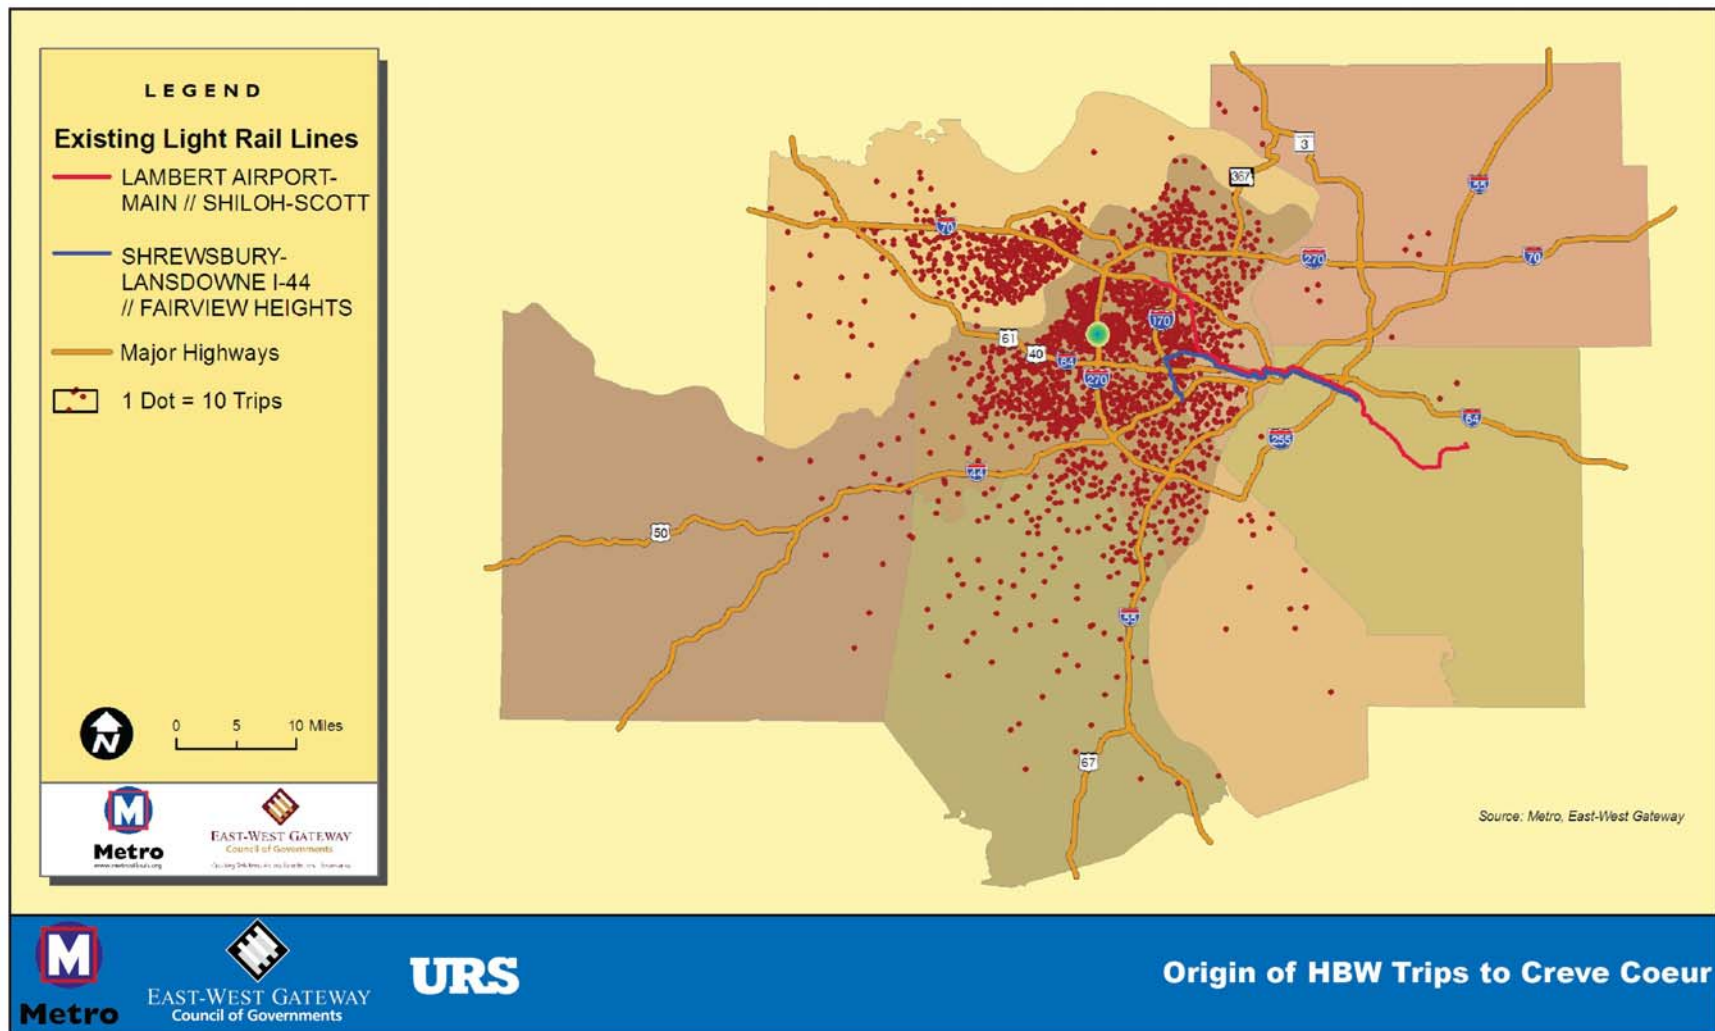 LEGEND
Existing Light Rail Lines
LAMBERT AIRPORT-
MAIN // SHILOH-SCOTT
SHREWSBURY-
LANSDOWNE I-44
// FAIRVIEW HEIGHTS
Major Highways
1 Dot = 10 Trips
N
0 5 10 Miles
M
Metro
EAST-WEST GATEWAY
Council of Governments
3
367
55
70
270
70
170
61
40
64
270
64
255
44
50
55
67
Source: Metro, East-West Gateway
M
Metro
EAST-WEST GATEWAY
Council of Governments
URS
Origin of HBW Trips to Creve Coeur